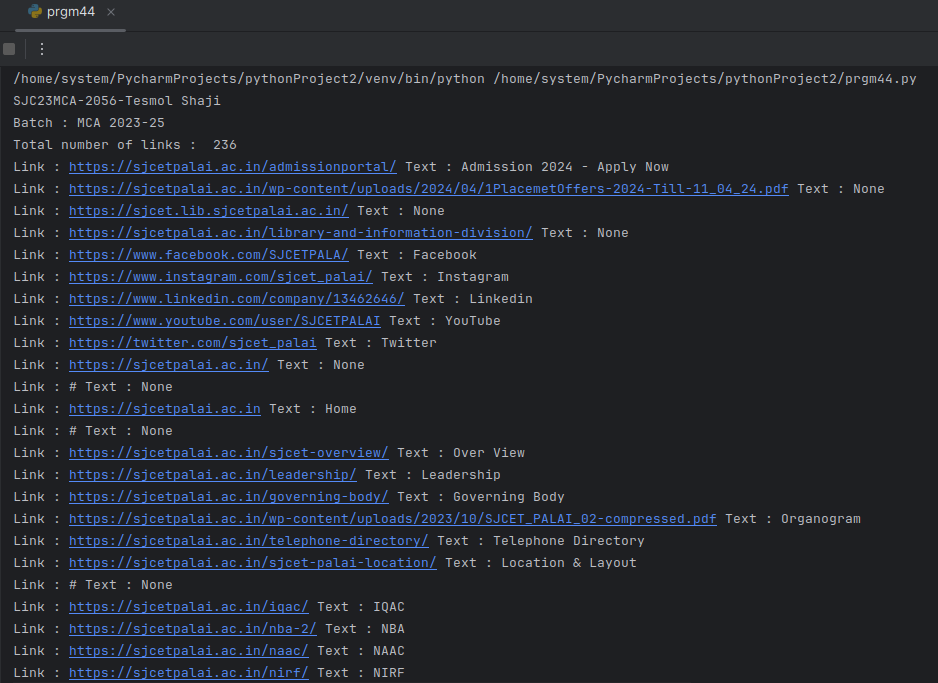 prgm44
/home/system/PycharmProjects/pythonProject2/venv/bin/python /home/system/PycharmProjects/pythonProject2/prgm44.py
SJC23MCA-2056-Tesmol Shaji
Batch : MCA 2023-25
Total number of links :  236
Link : https://sjcetpalai.ac.in/admissionportal/ Text : Admission 2024 - Apply Now
Link : https://sjcetpalai.ac.in/wp-content/uploads/2024/04/1PlacemetOffers-2024-Till-11_04_24.pdf Text : None
Link : https://sjcet.lib.sjcetpalai.ac.in/ Text : None
Link : https://sjcetpalai.ac.in/library-and-information-division/ Text : None
Link : https://www.facebook.com/SJCETPALA/ Text : Facebook
Link : https://www.instagram.com/sjcet_palai/ Text : Instagram
Link : https://www.linkedin.com/company/13462646/ Text : Linkedin
Link : https://www.youtube.com/user/SJCETPALAI Text : YouTube
Link : https://twitter.com/sjcet_palai Text : Twitter
Link : https://sjcetpalai.ac.in/ Text : None
Link : # Text : None
Link : https://sjcetpalai.ac.in Text : Home
Link : # Text : None
Link : https://sjcetpalai.ac.in/sjcet-overview/ Text : Over View
Link : https://sjcetpalai.ac.in/leadership/ Text : Leadership
Link : https://sjcetpalai.ac.in/governing-body/ Text : Governing Body
Link : https://sjcetpalai.ac.in/wp-content/uploads/2023/10/SJCET_PALAI_02-compressed.pdf Text : Organogram
Link : https://sjcetpalai.ac.in/telephone-directory/ Text : Telephone Directory
Link : https://sjcetpalai.ac.in/sjcet-palai-location/ Text : Location & Layout
Link : # Text : None
Link : https://sjcetpalai.ac.in/iqac/ Text : IQAC
Link : https://sjcetpalai.ac.in/nba-2/ Text : NBA
Link : https://sjcetpalai.ac.in/naac/ Text : NAAC
Link : https://sjcetpalai.ac.in/nirf/ Text : NIRF